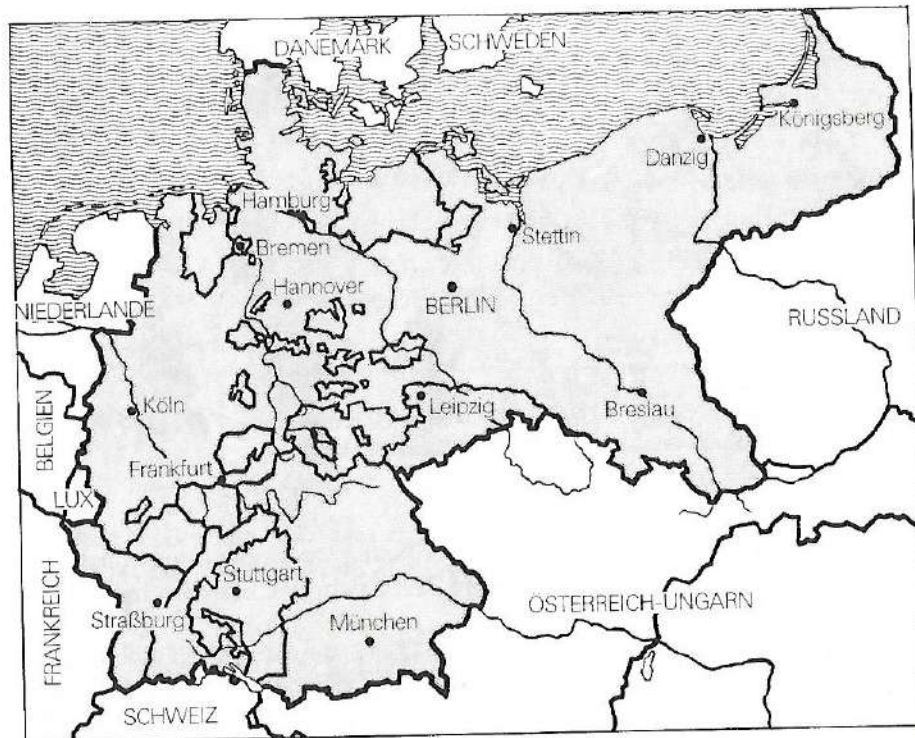 DÄNEMARK
SCHWEDEN
Königsberg
Danzig
Hamburg
Stettin
Bremen
Hannover
BERLIN
NIEDERLANDE
RUSSLAND
Köln
Leipzig
Breslau
BELGIEN
Frankfurt
LUX
Stuttgart
ÖSTERREICH-UNGARN
Straßburg
München
FRANKREICH
SCHWEIZ